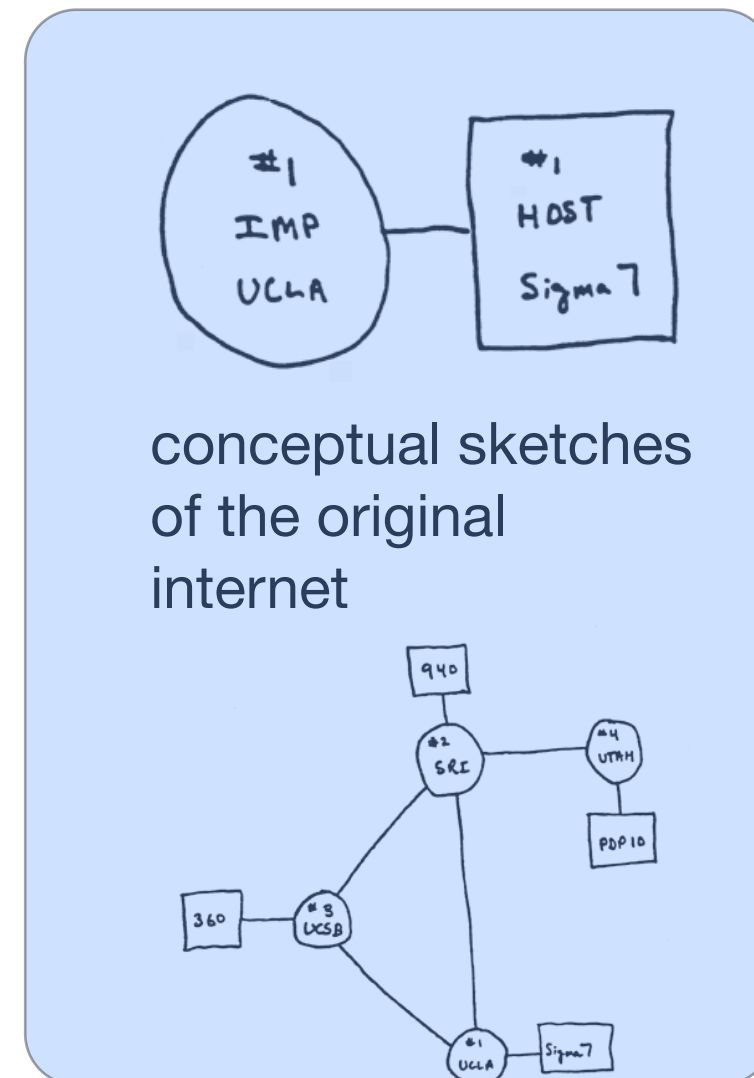 #1
IMP
UCLA
#1
HOST
Sigma 7
conceptual sketches
of the original
internet
940
#2
SRI
#4
UTAH
PDP 10
360
#3
UCSB
#1
UCLA
Sigma 7